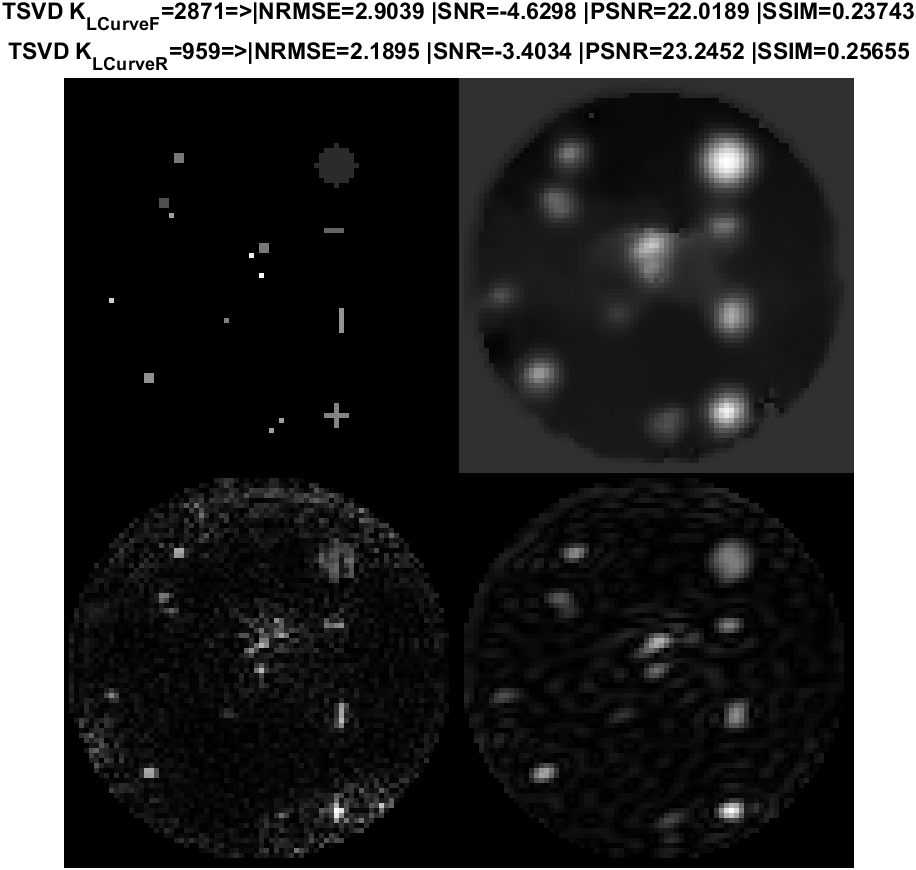 TSVD K_LCurveF=2871=>|NRMSE=2.9039 |SNR=-4.6298 |PSNR=22.0189 |SSIM=0.23743
TSVD K_LCurveR=959=>|NRMSE=2.1895 |SNR=-3.4034 |PSNR=23.2452 |SSIM=0.25655